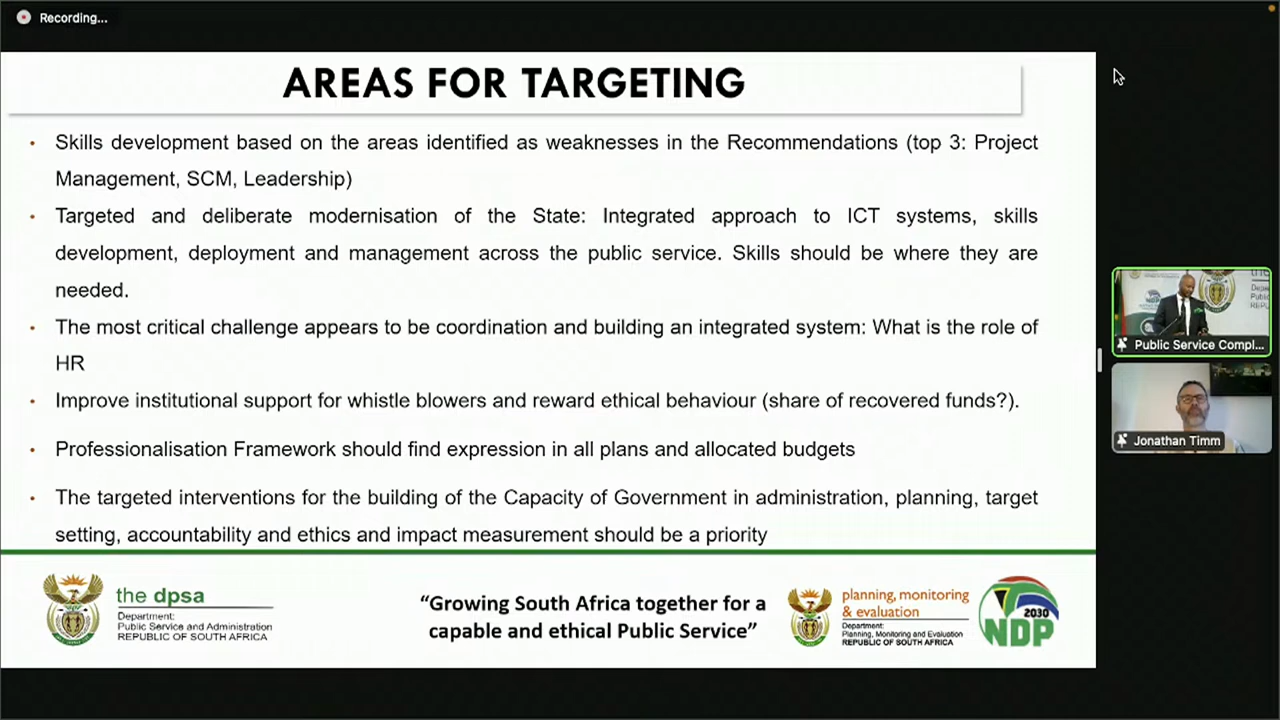 Recording...
AREAS FOR TARGETING
• Skills development based on the areas identified as weaknesses in the Recommendations (top 3: Project
Management, SCM, Leadership)
• Targeted and deliberate modernisation of the State: Integrated approach to ICT systems, skills
development, deployment and management across the public service. Skills should be where they are
needed.
• The most critical challenge appears to be coordination and building an integrated system: What is the role of
HR
• Improve institutional support for whistle blowers and reward ethical behaviour (share of recovered funds?).
• Professionalisation Framework should find expression in all plans and allocated budgets
• The targeted interventions for the building of the Capacity of Government in administration, planning, target
setting, accountability and ethics and impact measurement should be a priority
the dpsa
Department:
Public Service and Administration
REPUBLIC OF SOUTH AFRICA
“Growing South Africa together for a
capable and ethical Public Service”
planning, monitoring
& evaluation
Department:
Planning, Monitoring and Evaluation
REPUBLIC OF SOUTH AFRICA
2030
NDP
Public Service Compl...
Jonathan Timm